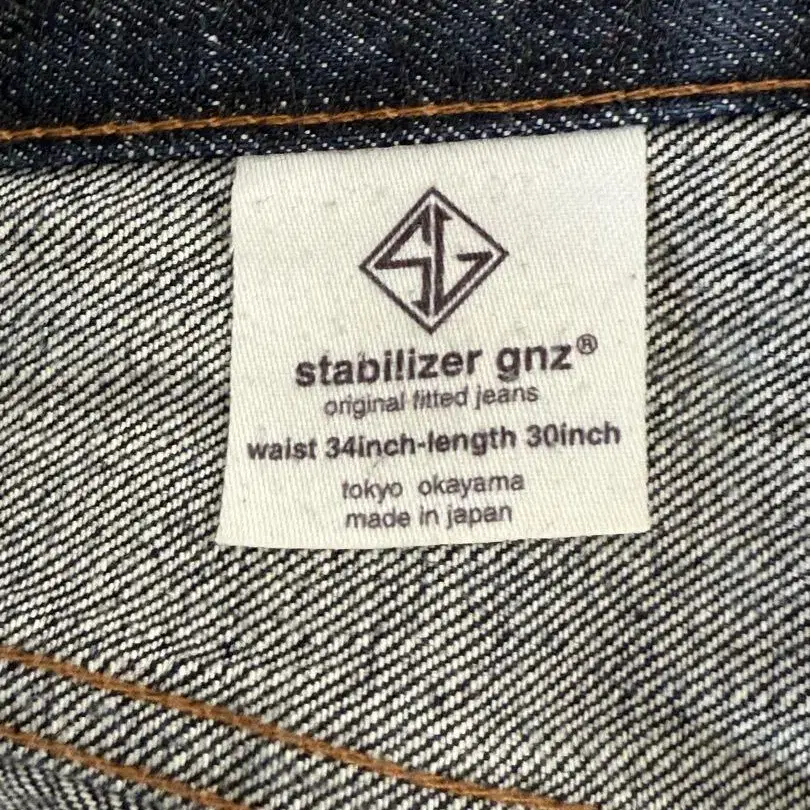 SG
stabilizer gnz®
original fitted jeans
waist 34inch-length 30inch
tokyo okayama
made in japan